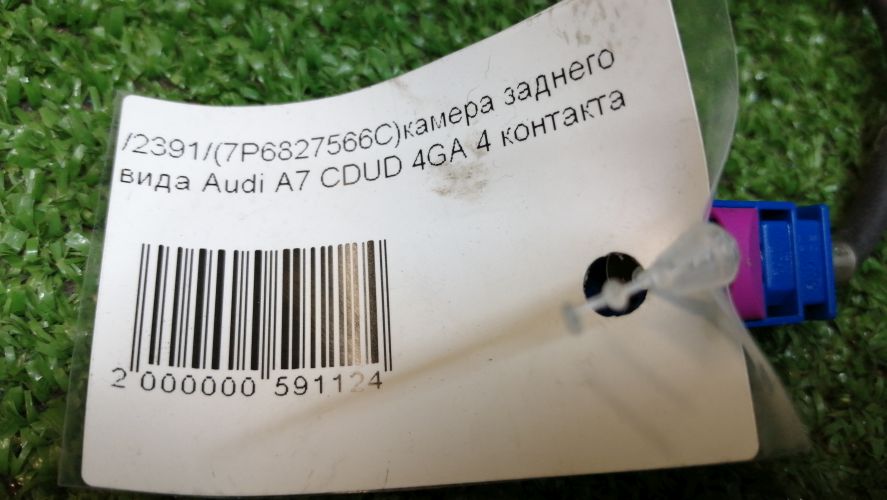 /2391/(7P6827566C)камера заднего
вида Audi A7 CDUD 4GA 4 контакта
2 000000 591124